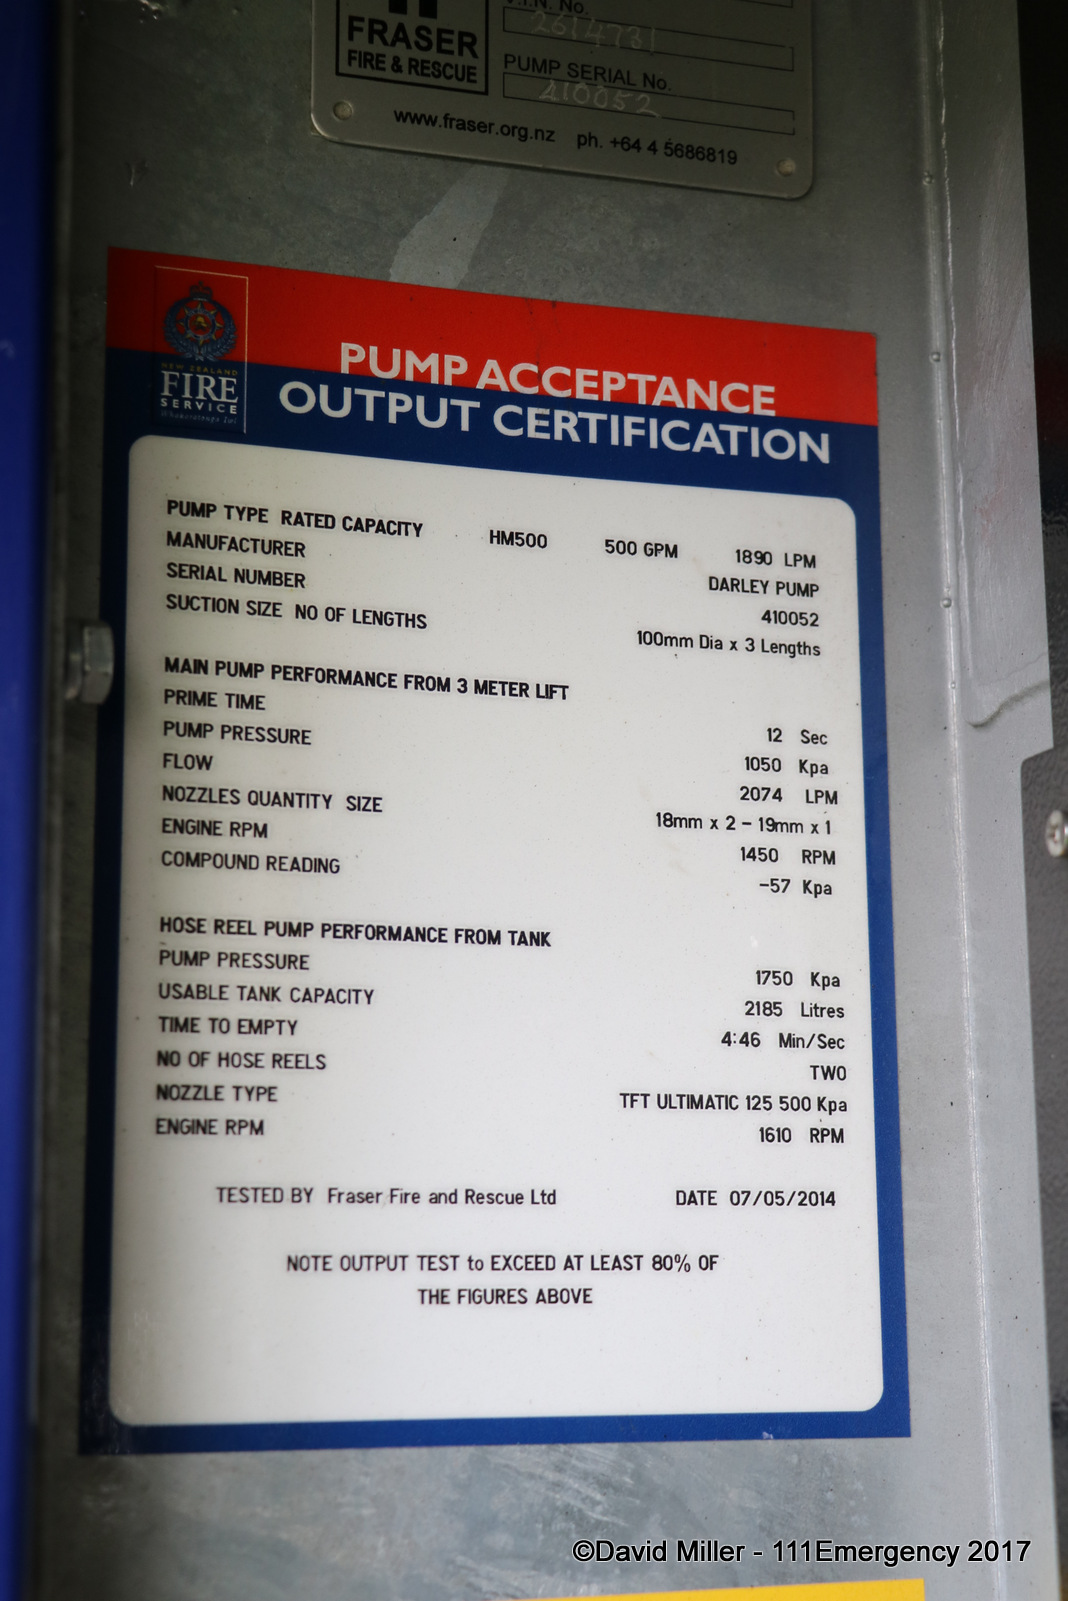 FRASER
FIRE & RESCUE
V.I.N. No.
2614731
PUMP SERIAL No.
410052
www.fraser.org.nz ph. +64 4 5686819
NEW ZEALAND
FIRE
SERVICE
Whakaratonga Iwi
PUMP ACCEPTANCE
OUTPUT CERTIFICATION
PUMP TYPE RATED CAPACITY HM500 500 GPM 1890 LPM
MANUFACTURER DARLEY PUMP
SERIAL NUMBER 410052
SUCTION SIZE NO OF LENGTHS 100mm Dia x 3 Lengths
MAIN PUMP PERFORMANCE FROM 3 METER LIFT
PRIME TIME 12 Sec
PUMP PRESSURE 1050 Kpa
FLOW 2074 LPM
NOZZLES QUANTITY SIZE 18mm x 2 - 19mm x 1
ENGINE RPM 1450 RPM
COMPOUND READING -57 Kpa
HOSE REEL PUMP PERFORMANCE FROM TANK
PUMP PRESSURE 1750 Kpa
USABLE TANK CAPACITY 2185 Litres
TIME TO EMPTY 4:46 Min/Sec
NO OF HOSE REELS TWO
NOZZLE TYPE TFT ULTIMATIC 125 500 Kpa
ENGINE RPM 1610 RPM
TESTED BY Fraser Fire and Rescue Ltd DATE 07/05/2014
NOTE OUTPUT TEST to EXCEED AT LEAST 80% OF
THE FIGURES ABOVE
©David Miller - 111Emergency 2017